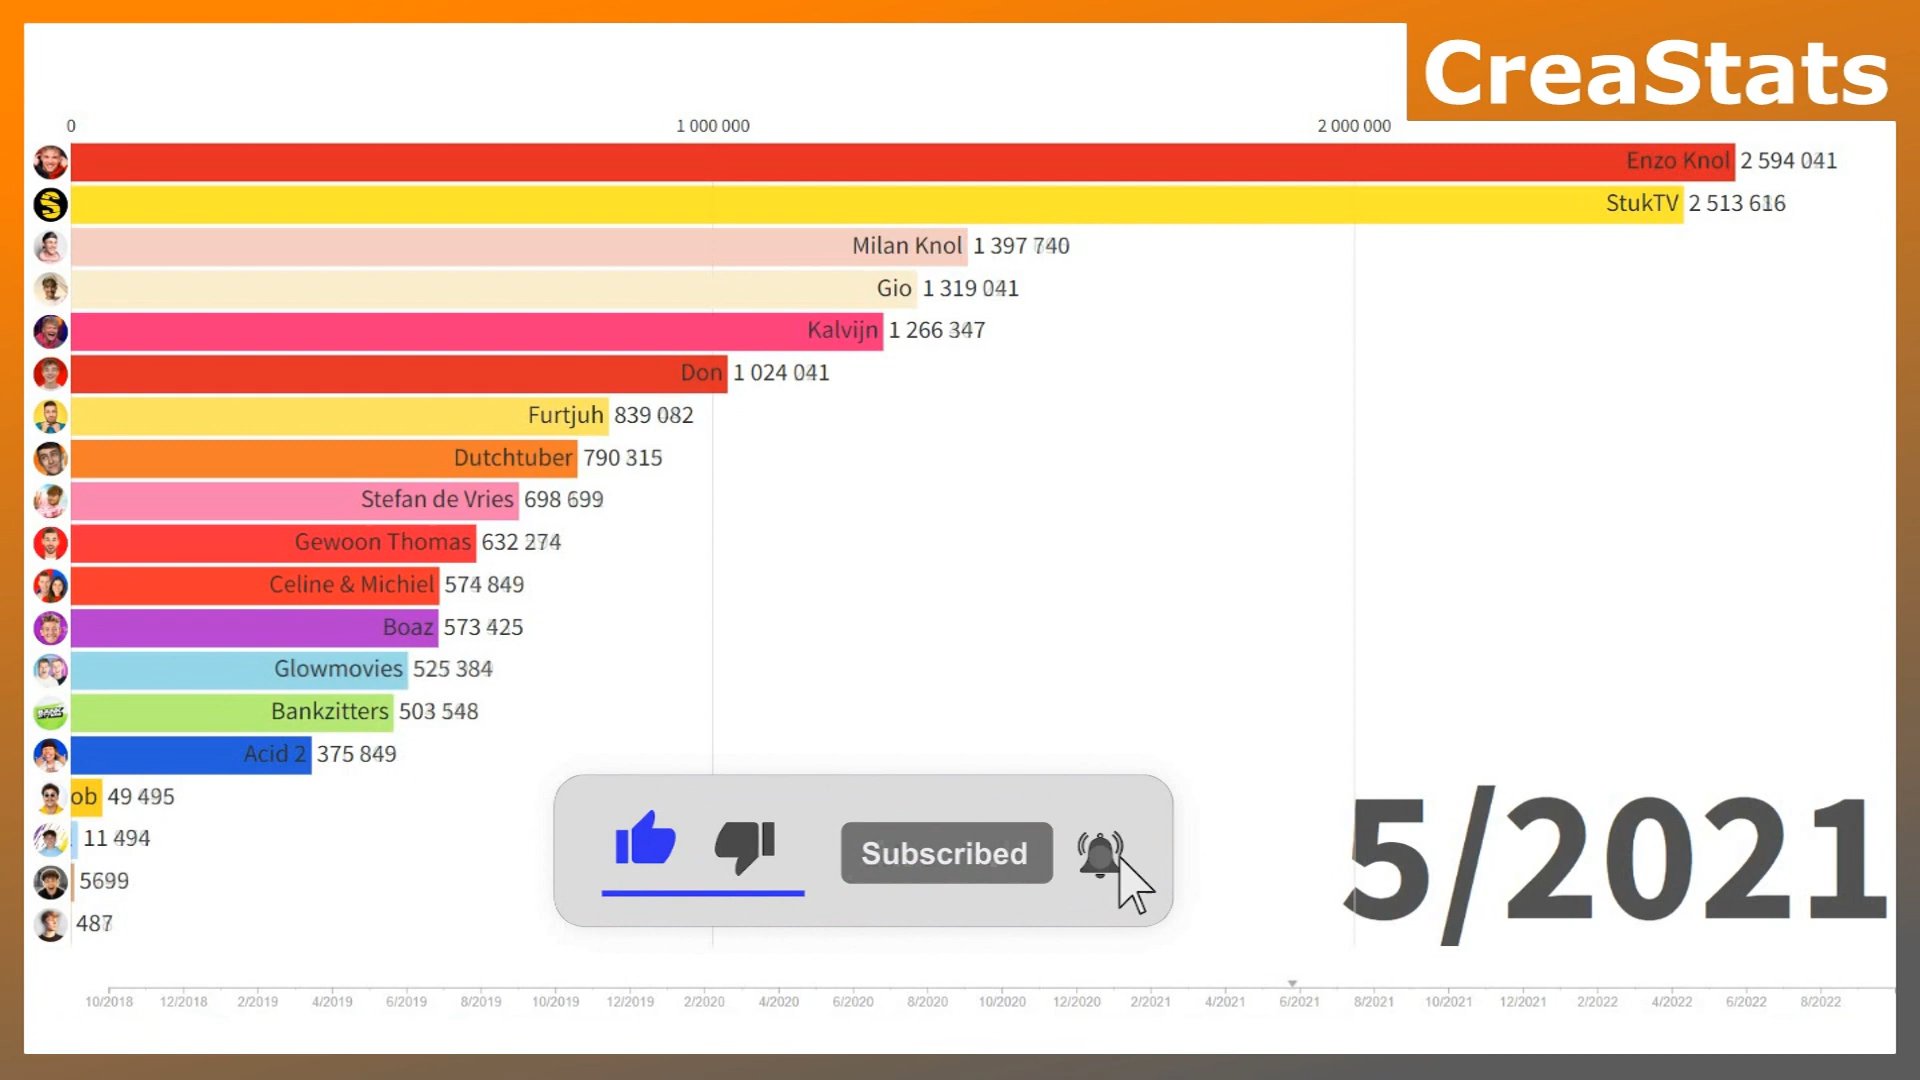 CreaStats
0 1 000 000 2 000 000
Enzo Knol 2 594 041
StukTV 2 513 616
Milan Knol 1 397 740
Gio 1 319 041
Kalvijn 1 266 347
Don 1 024 041
Furtjuh 839 082
Dutchtuber 790 315
Stefan de Vries 698 699
Gewoon Thomas 632 274
Celine & Michiel 574 849
Boaz 573 425
Glowmovies 525 384
Bankzitters 503 548
Acid 2 375 849
ob 49 495
11 494
5699
487
Subscribed
5/2021
10/2018 12/2018 2/2019 4/2019 6/2019 8/2019 10/2019 12/2019 2/2020 4/2020 6/2020 8/2020 10/2020 12/2020 2/2021 4/2021 6/2021 8/2021 10/2021 12/2021 2/2022 4/2022 6/2022 8/2022